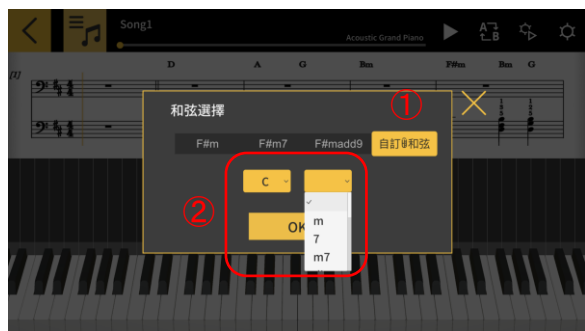 Song1
Acoustic Grand Piano
A B
D A G Bm F#m Bm G
[1]
和弦選擇
①
F#m F#m7 F#madd9 自訂和弦
②
C
m
OK
7
m7